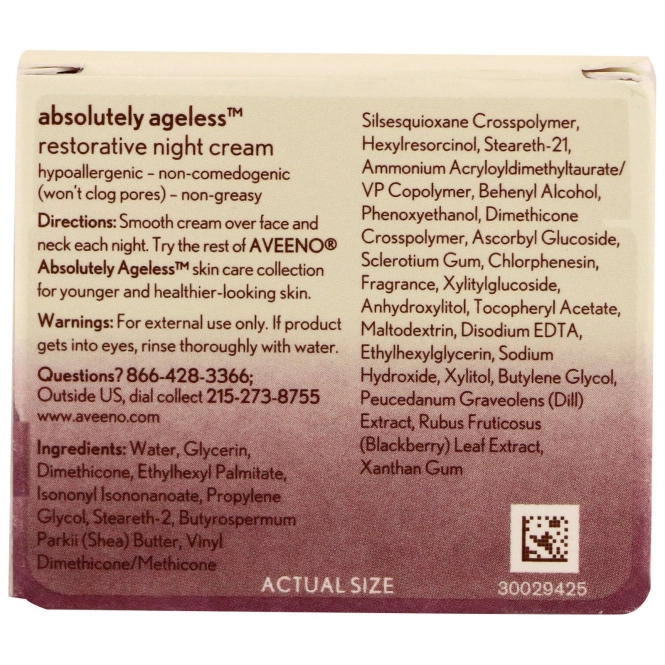 absolutely ageless™
restorative night cream
hypoallergenic – non-comedogenic
(won't clog pores) – non-greasy
Directions: Smooth cream over face and
neck each night. Try the rest of AVEENO®
Absolutely Ageless™ skin care collection
for younger and healthier-looking skin.
Warnings: For external use only. If product
gets into eyes, rinse thoroughly with water.
Questions? 866-428-3366;
Outside US, dial collect 215-273-8755
www.aveeno.com
Ingredients: Water, Glycerin,
Dimethicone, Ethylhexyl Palmitate,
Isononyl Isononanoate, Propylene
Glycol, Steareth-2, Butyrospermum
Parkii (Shea) Butter, Vinyl
Dimethicone/Methicone
Silsesquioxane Crosspolymer,
Hexylresorcinol, Steareth-21,
Ammonium Acryloyldimethyltaurate/
VP Copolymer, Behenyl Alcohol,
Phenoxyethanol, Dimethicone
Crosspolymer, Ascorbyl Glucoside,
Sclerotium Gum, Chlorphenesin,
Fragrance, Xylitylglucoside,
Anhydroxylitol, Tocopheryl Acetate,
Maltodextrin, Disodium EDTA,
Ethylhexylglycerin, Sodium
Hydroxide, Xylitol, Butylene Glycol,
Peucedanum Graveolens (Dill)
Extract, Rubus Fruticosus
(Blackberry) Leaf Extract,
Xanthan Gum
ACTUAL SIZE
30029425